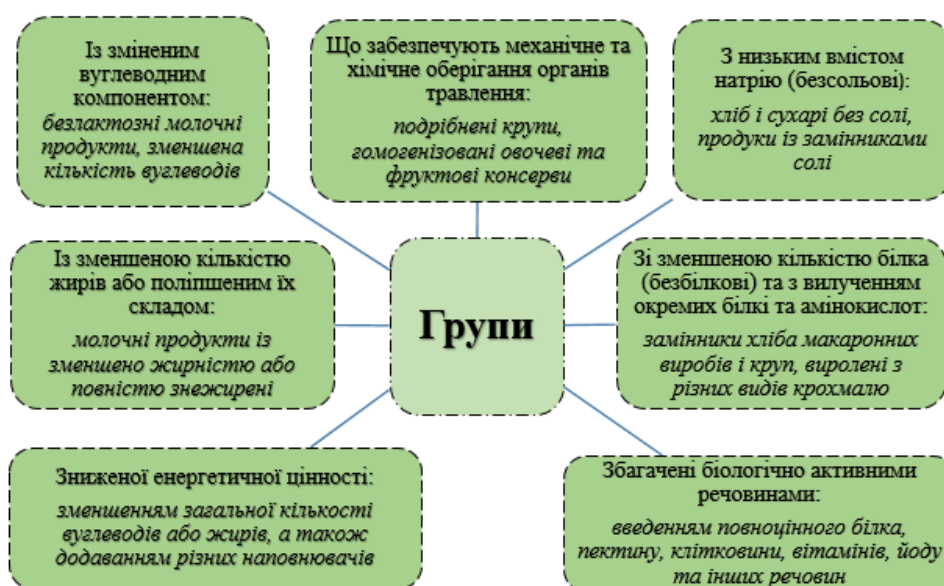 Із зміненим
вуглеводним
компонентом:
безлактозні молочні
продукти, зменшена
кількість вуглеводів
Що забезпечують механічне та
хімічне оберігання органів
травлення:
подрібнені крупи,
гомогенізовані овочеві та
фруктові консерви
З низьким вмістом
натрію (безсольові):
хліб і сухарі без солі,
продуки із замінниками
солі
Із зменшеною кількістю
жирів або поліпшеним їх
складом:
молочні продукти із
зменшено жирністю або
повністю знежирені
Групи
Зі зменшеною кількістю білка
(безбілкові) та з вилученням
окремих білкі та амінокислот:
замінники хліба макаронних
виробів і круп, виролені з
різних видів крохмалю
Зниженої енергетичної цінності:
зменшенням загальної кількості
вуглеводів або жирів, а також
додаванням різних наповнювачів
Збагачені біологічно активними
речовинами:
введенням повноцінного білка,
пектину, клітковини, вітамінів, йоду
та інших речовин